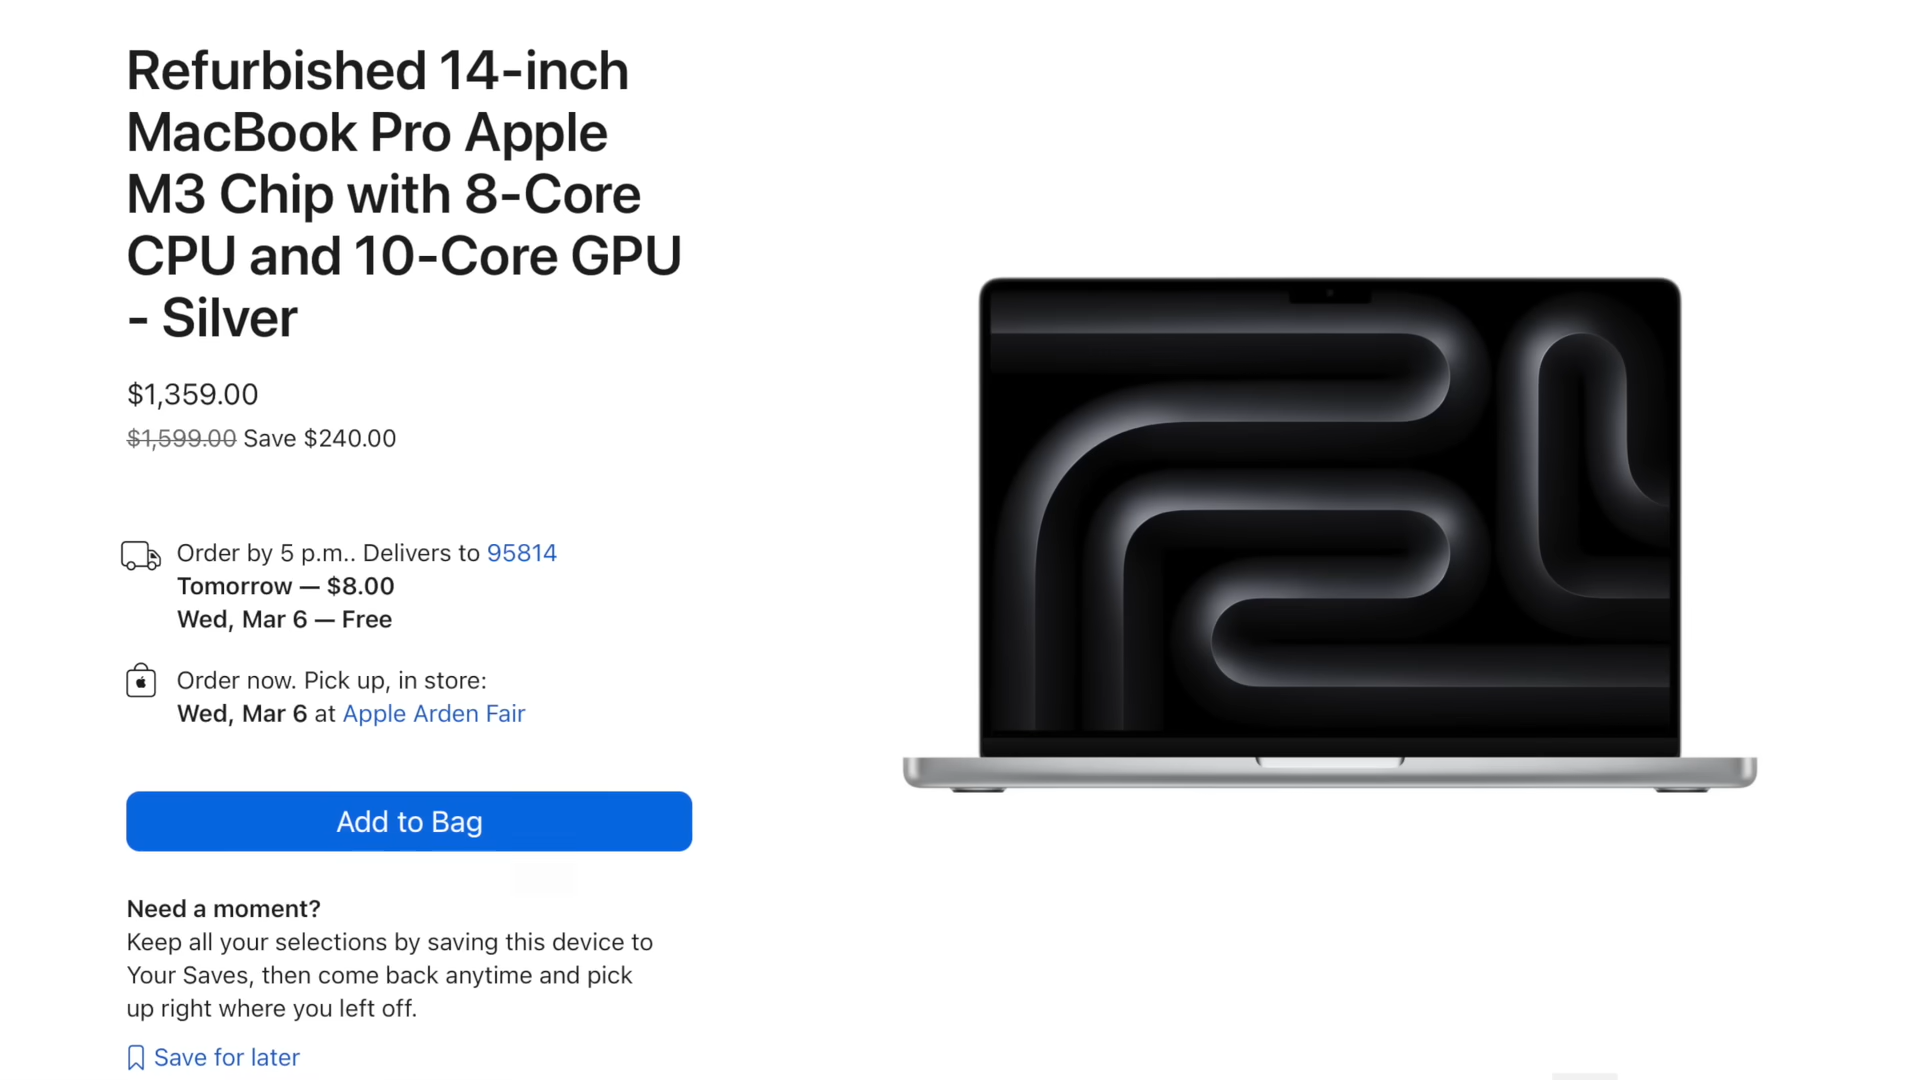 Refurbished 14-inch
MacBook Pro Apple
M3 Chip with 8-Core
CPU and 10-Core GPU
- Silver
$1,359.00
$1,599.00 Save $240.00
Order by 5 p.m.. Delivers to 95814
Tomorrow — $8.00
Wed, Mar 6 — Free
Order now. Pick up, in store:
Wed, Mar 6 at Apple Arden Fair
Add to Bag
Need a moment?
Keep all your selections by saving this device to
Your Saves, then come back anytime and pick
up right where you left off.
Save for later